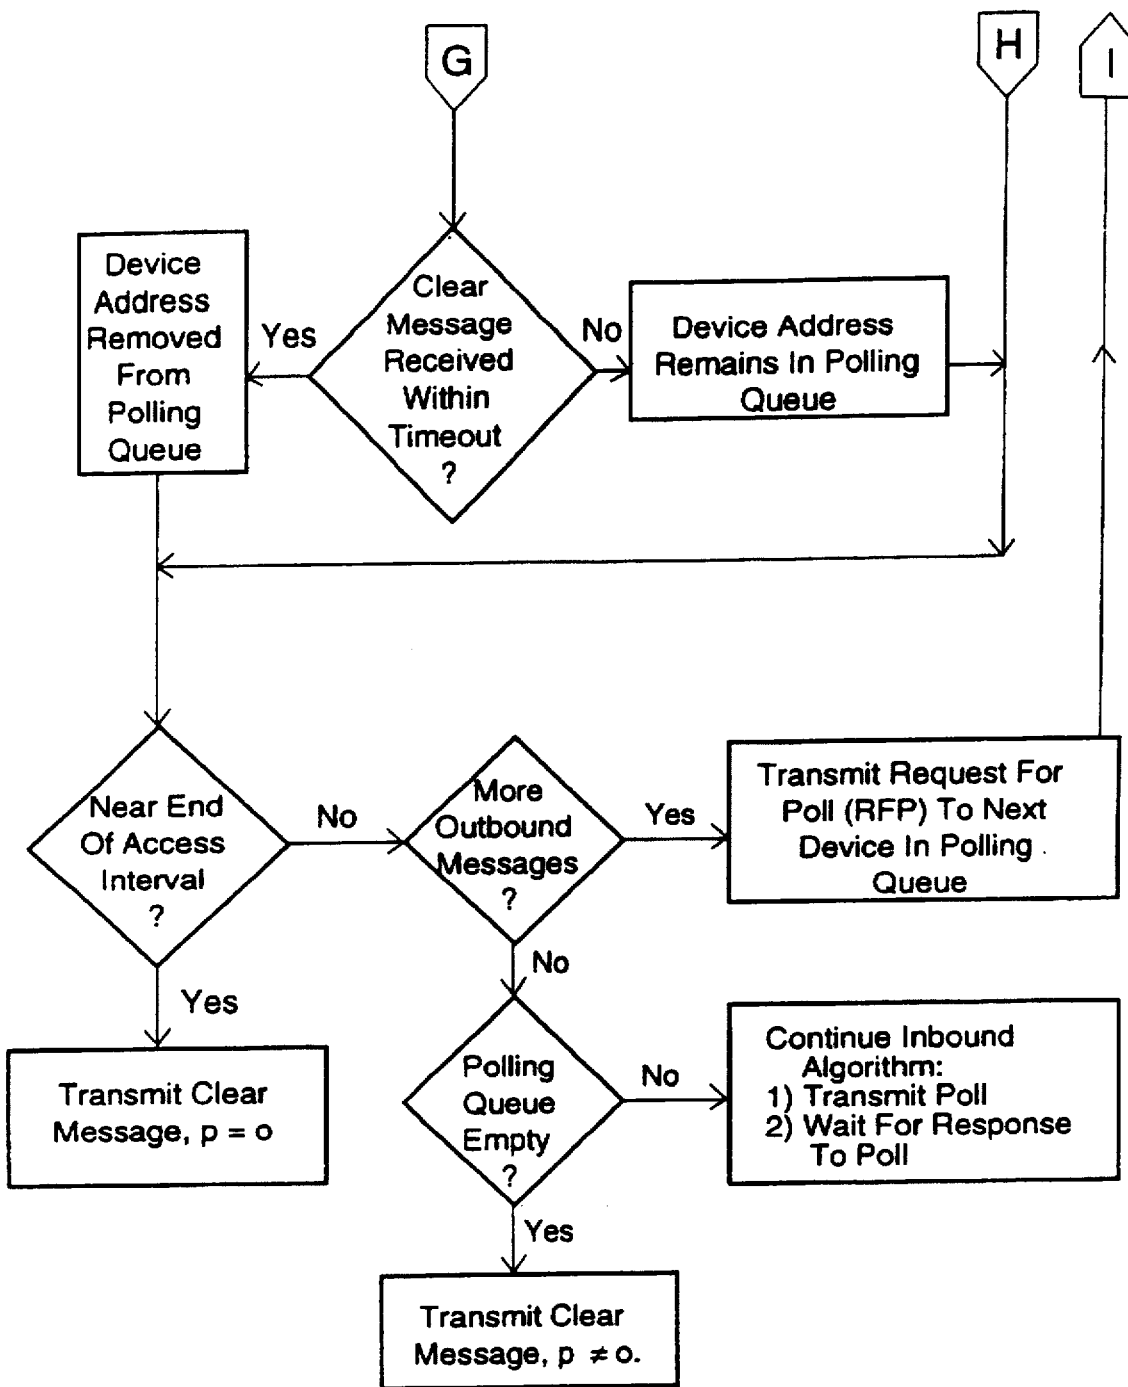 G
H
I
Device
Address
Removed
From
Polling
Queue
Yes
Clear
Message
Received
Within
Timeout
?
No
Device Address
Remains In Polling
Queue
Near End
Of Access
Interval
?
No
More
Outbound
Messages
?
Yes
Transmit Request For
Poll (RFP) To Next
Device In Polling
Queue
Yes
No
Transmit Clear
Message, p = o
Polling
Queue
Empty
?
No
Continue Inbound
Algorithm:
1) Transmit Poll
2) Wait For Response
To Poll
Yes
Transmit Clear
Message, p ≠ o.